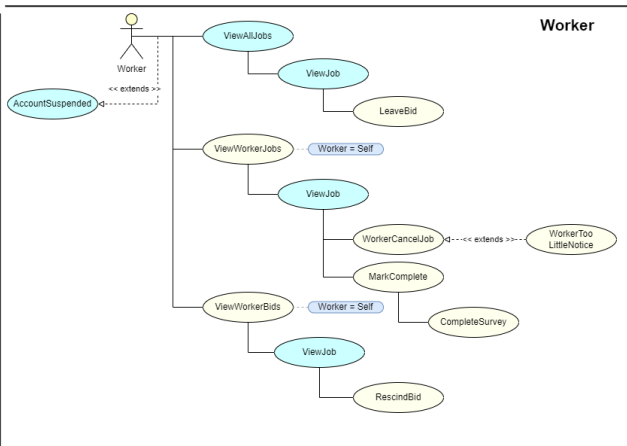 Worker
ViewAllJobs
Worker
ViewJob
<< extends >>
AccountSuspended
LeaveBid
ViewWorkerJobs
Worker = Self
ViewJob
WorkerCancelJob
<< extends >>
WorkerToo
LittleNotice
MarkComplete
ViewWorkerBids
Worker = Self
CompleteSurvey
ViewJob
RescindBid